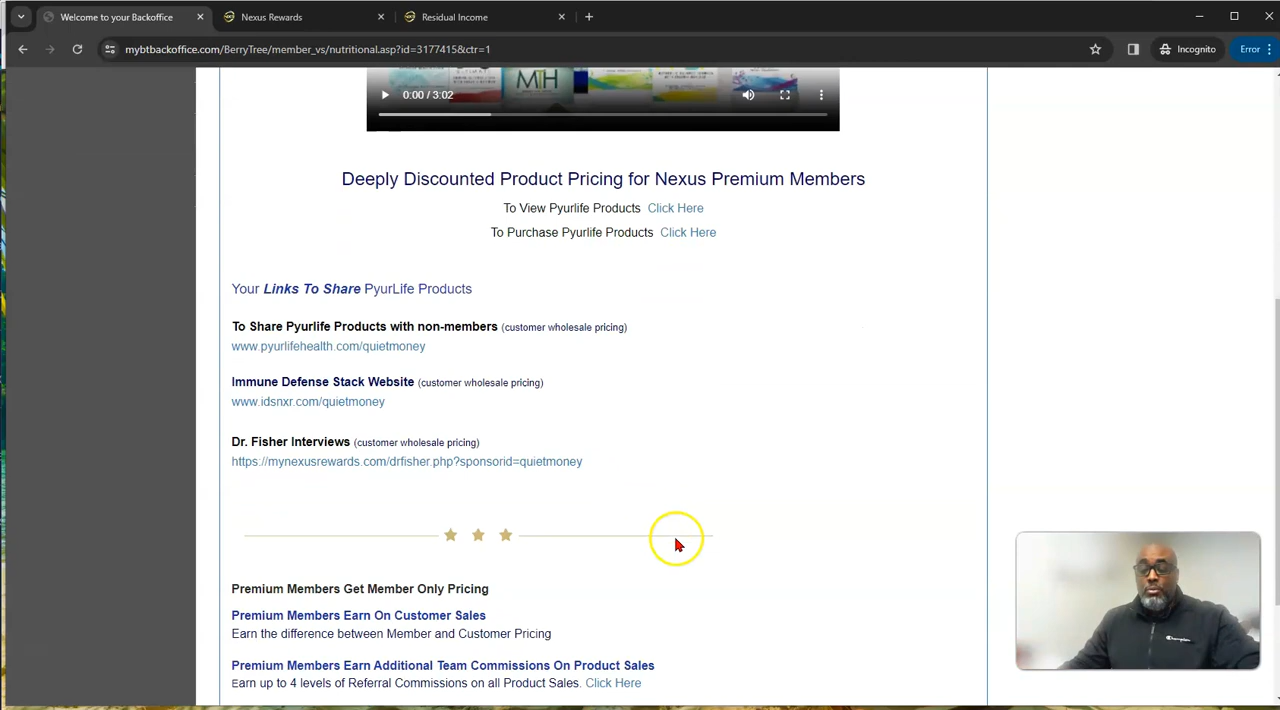 Welcome to your Backoffice
Nexus Rewards
Residual Income
mybtbackoffice.com/BerryTree/member_vs/nutritional.asp?id=3177415&ctr=1
Incognito
Error
MTH
0:00 / 3:02
Deeply Discounted Product Pricing for Nexus Premium Members
To View Pyurlife Products Click Here
To Purchase Pyurlife Products Click Here
Your Links To Share PyurLife Products
To Share Pyurlife Products with non-members (customer wholesale pricing)
www.pyurlifehealth.com/quietmoney
Immune Defense Stack Website (customer wholesale pricing)
www.idsnxr.com/quietmoney
Dr. Fisher Interviews (customer wholesale pricing)
https://mynexusrewards.com/drfisher.php?sponsorid=quietmoney
Premium Members Get Member Only Pricing
Premium Members Earn On Customer Sales
Earn the difference between Member and Customer Pricing
Premium Members Earn Additional Team Commissions On Product Sales
Earn up to 4 levels of Referral Commissions on all Product Sales. Click Here
Champion